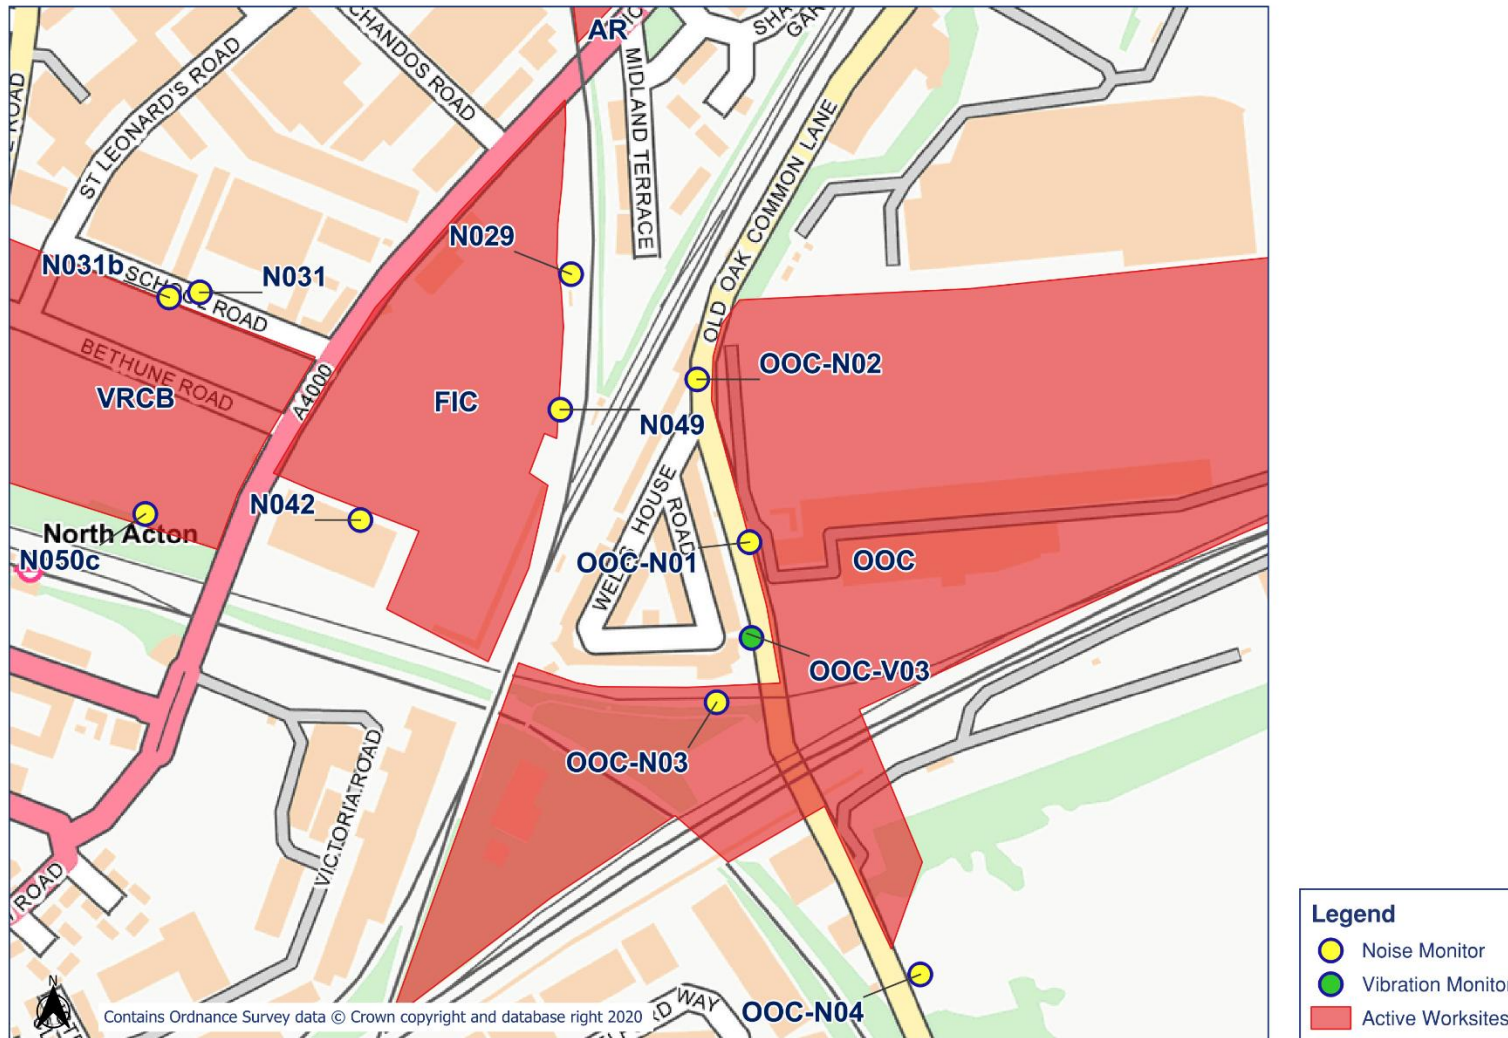 AR
SHA
GAR
CHANDOS ROAD
ST LEONARD'S ROAD
MIDLAND TERRACE
OLD OAK COMMON LANE
ROAD
N029
N031b
N031
SCHOOL ROAD
BETHUNE ROAD
VRCB
A4000
FIC
OOC-N02
N049
N042
North Acton
N050c
WELLS HOUSE ROAD
OOC-N01
OOC
OOC-V03
OOC-N03
VICTORIA ROAD
ROAD
WAY
OOC-N04
N
Contains Ordnance Survey data © Crown copyright and database right 2020
Legend
Noise Monitor
Vibration Monitor
Active Worksites